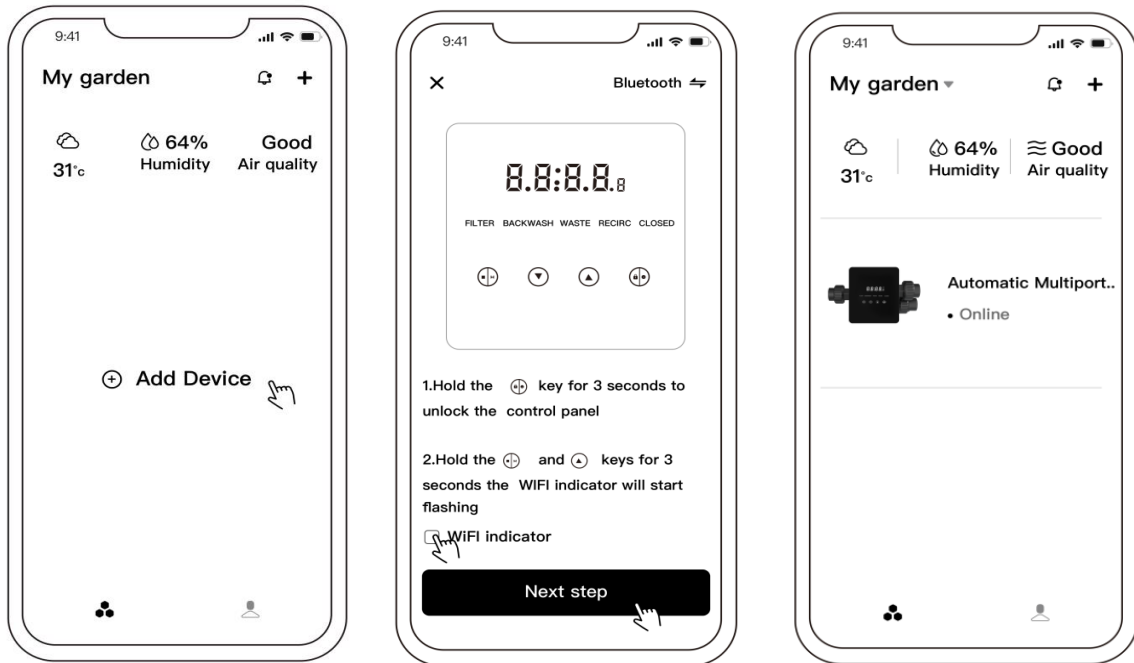 9:41
My garden
31°c
64%
Humidity
Good
Air quality
Add Device
9:41
Bluetooth
8.8:8.8.8
FILTER BACKWASH WASTE RECIRC CLOSED
1.Hold the key for 3 seconds to
unlock the control panel
2.Hold the and keys for 3
seconds the WIFI indicator will start
flashing
WiFI indicator
Next step
9:41
My garden
31°c
64%
Humidity
Good
Air quality
Automatic Multiport..
• Online